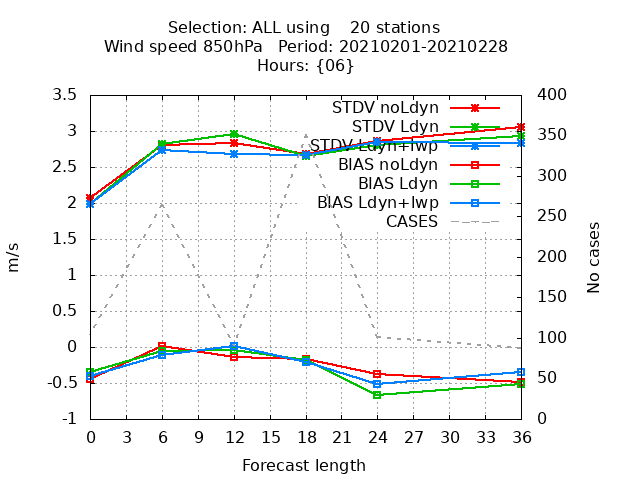 Selection: ALL using    20 stations
Wind speed 850hPa   Period: 20210201-20210228
Hours: {06}
3.5
3
2.5
2
1.5
1
0.5
0
-0.5
-1
m/s
STDV noLdyn
STDV Ldyn
STDV Ldyn+lwp
BIAS noLdyn
BIAS Ldyn
BIAS Ldyn+lwp
CASES
400
350
300
250
200
150
100
50
0
No cases
0 3 6 9 12 15 18 21 24 27 30 33 36
Forecast length